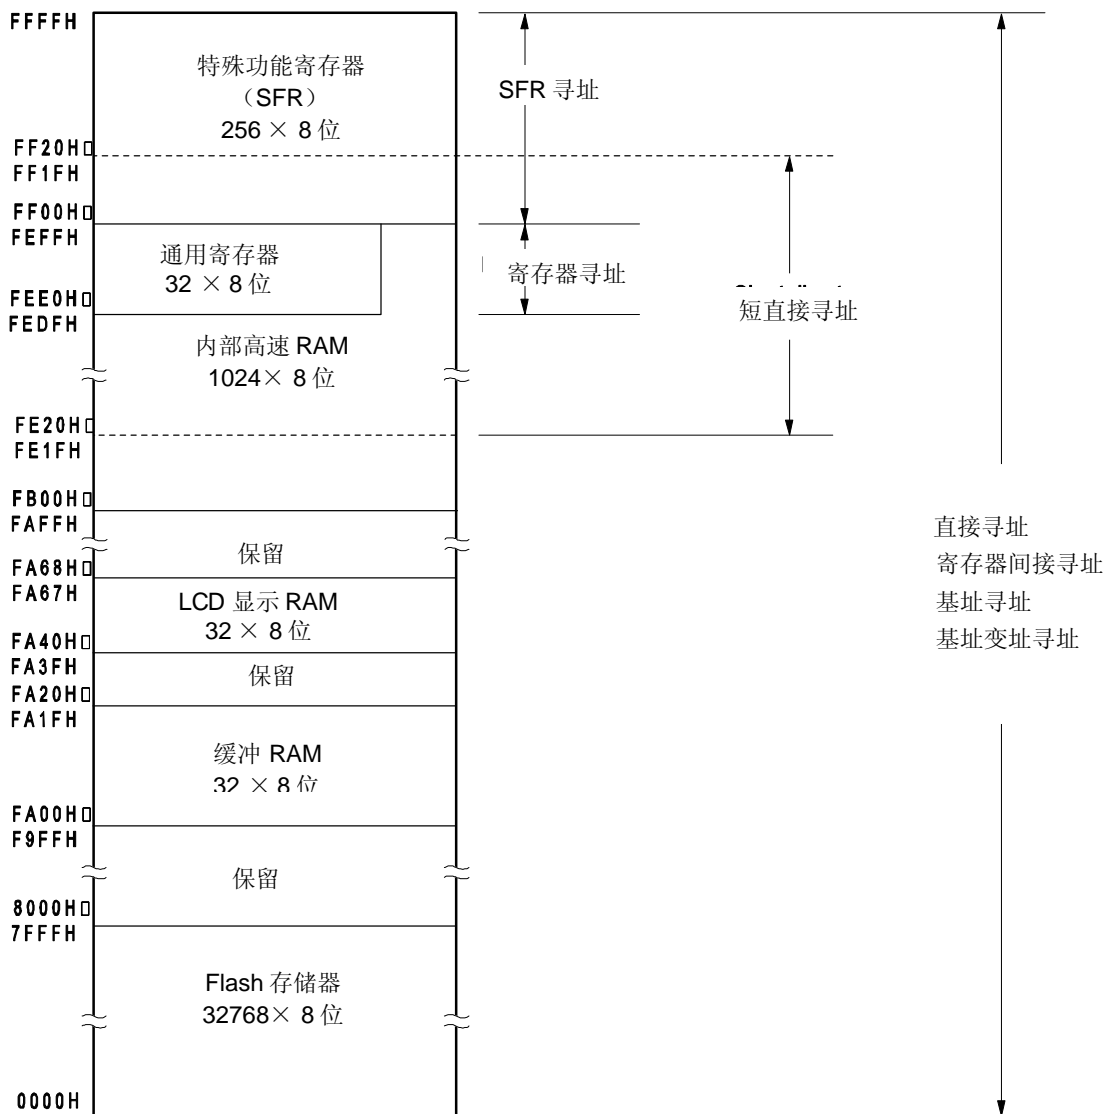 FFFFH
特殊功能寄存器
（SFR）
256 × 8 位
SFR 寻址
FF20H
FF1FH
FF00H
FEFFH
通用寄存器
32 × 8 位
寄存器寻址
FEE0H
FEDFH
短直接寻址
内部高速 RAM
1024× 8 位
FE20H
FE1FH
FB00H
FAFFH
直接寻址
寄存器间接寻址
基址寻址
基址变址寻址
保留
FA68H
FA67H
LCD 显示 RAM
32 × 8 位
FA40H
FA3FH
保留
FA20H
FA1FH
缓冲 RAM
32 × 8 位
FA00H
F9FFH
保留
8000H
7FFFH
Flash 存储器
32768× 8 位
0000H